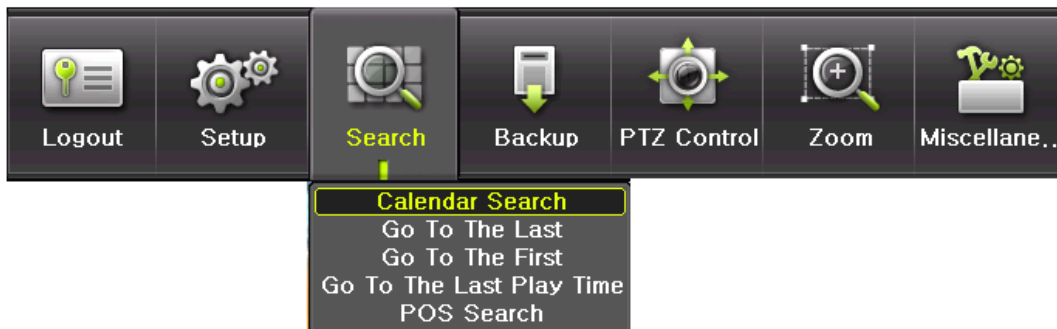 Logout Setup Search Backup PTZ Control Zoom Miscellane..
Calendar Search
Go To The Last
Go To The First
Go To The Last Play Time
POS Search